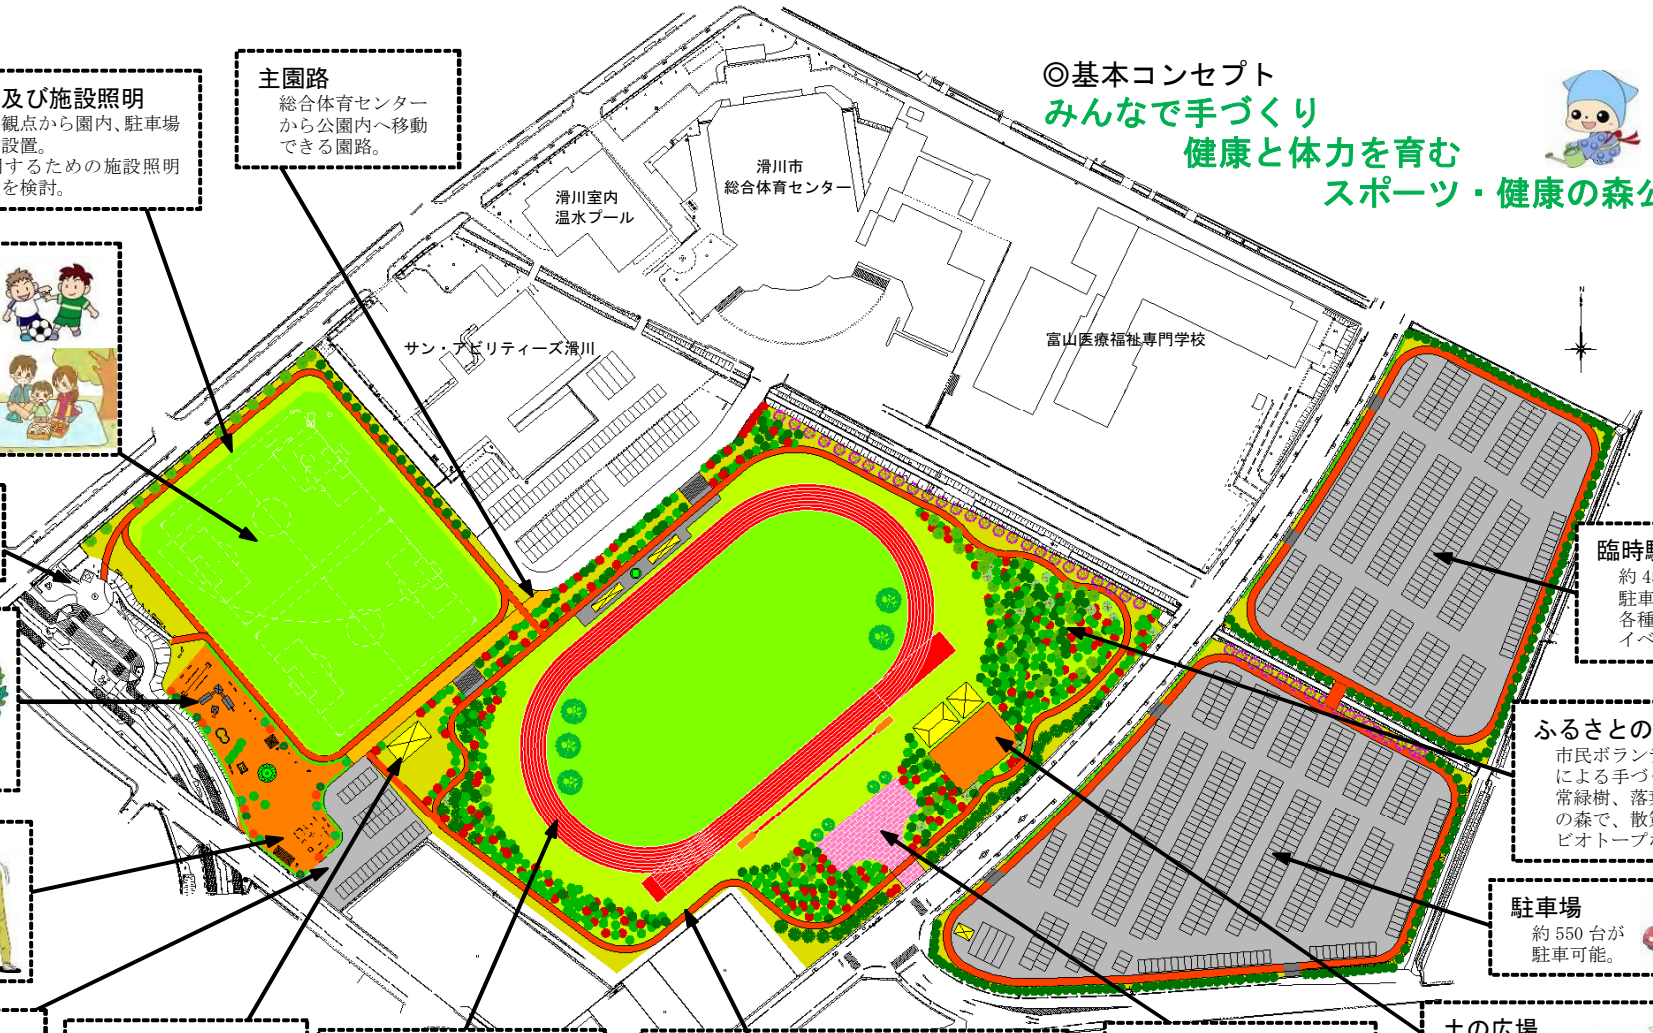 及び施設照明
観点から園内、駐車場
設置。
するための施設照明
を検討。
主園路
総合体育センター
から公園内へ移動
できる園路。
◎基本コンセプト
みんなで手づくり
健康と体力を育む
スポーツ・健康の森公
滑川市
総合体育センター
滑川室内
温水プール
サン・アビリティーズ滑川
富山医療福祉専門学校
N
臨時駐
約 45
駐車
各種
イベ
ふるさとの
市民ボラン
による手づ
常緑樹、落葉
の森で、散策
ビオトープ
駐車場
約 550 台が
駐車可能。
土の広場